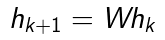 h_{k+1} = Wh_k